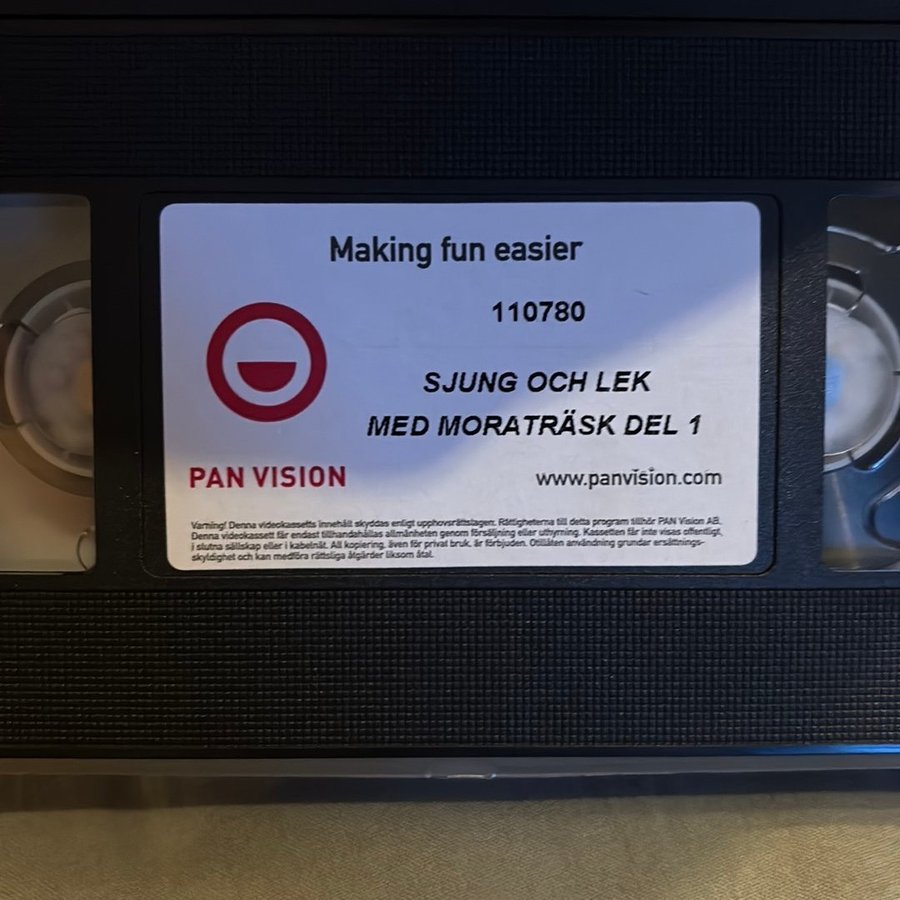 Making fun easier
110780
SJUNG OCH LEK
MED MORATRÄSK DEL 1
PAN VISION
www.panvision.com
Varning! Denna videokassetts innehåll skyddas enligt upphovsrättslagen. Rättigheterna till detta program tillhör PAN Vision AB.
Denna videokassett får endast tillhandahållas allmänheten genom försäljning eller uthyrning. Kassetten får inte visas offentligt,
i slutna sällskap eller i kabelnät. All kopiering, även för privat bruk, är förbjuden. Otillåten användning grundar ersättnings-
skyldighet och kan medföra rättsliga åtgärder liksom åtal.